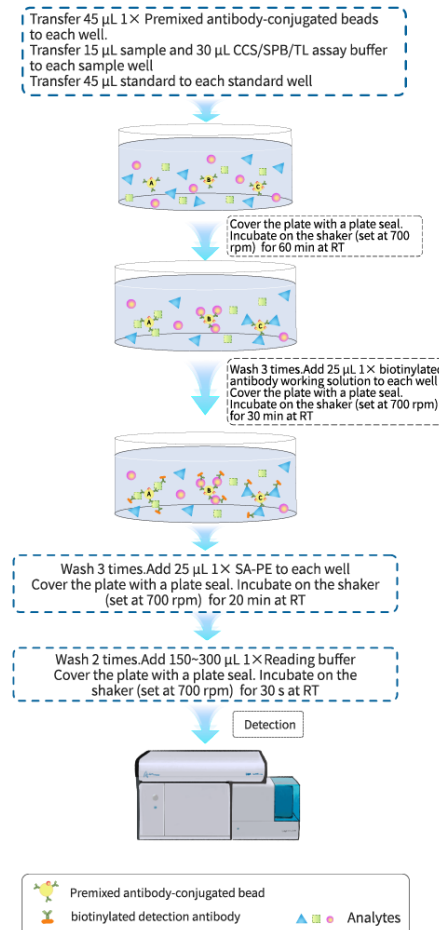 Transfer 45 μL 1× Premixed antibody-conjugated beads
to each well.
Transfer 15 μL sample and 30 μL CCS/SPB/TL assay buffer
to each sample well
Transfer 45 μL standard to each standard well
A
B
C
Cover the plate with a plate seal.
Incubate on the shaker (set at 700
rpm) for 60 min at RT
A
B
C
Wash 3 times.Add 25 μL 1× biotinylated
antibody working solution to each well
Cover the plate with a plate seal.
Incubate on the shaker (set at 700 rpm)
for 30 min at RT
A
B
C
Wash 3 times.Add 25 μL 1× SA-PE to each well
Cover the plate with a plate seal. Incubate on the shaker
(set at 700 rpm) for 20 min at RT
Wash 2 times.Add 150~300 μL 1×Reading buffer
Cover the plate with a plate seal. Incubate on the
shaker (set at 700 rpm) for 30 s at RT
Detection
Premixed antibody-conjugated bead
biotinylated detection antibody
Analytes